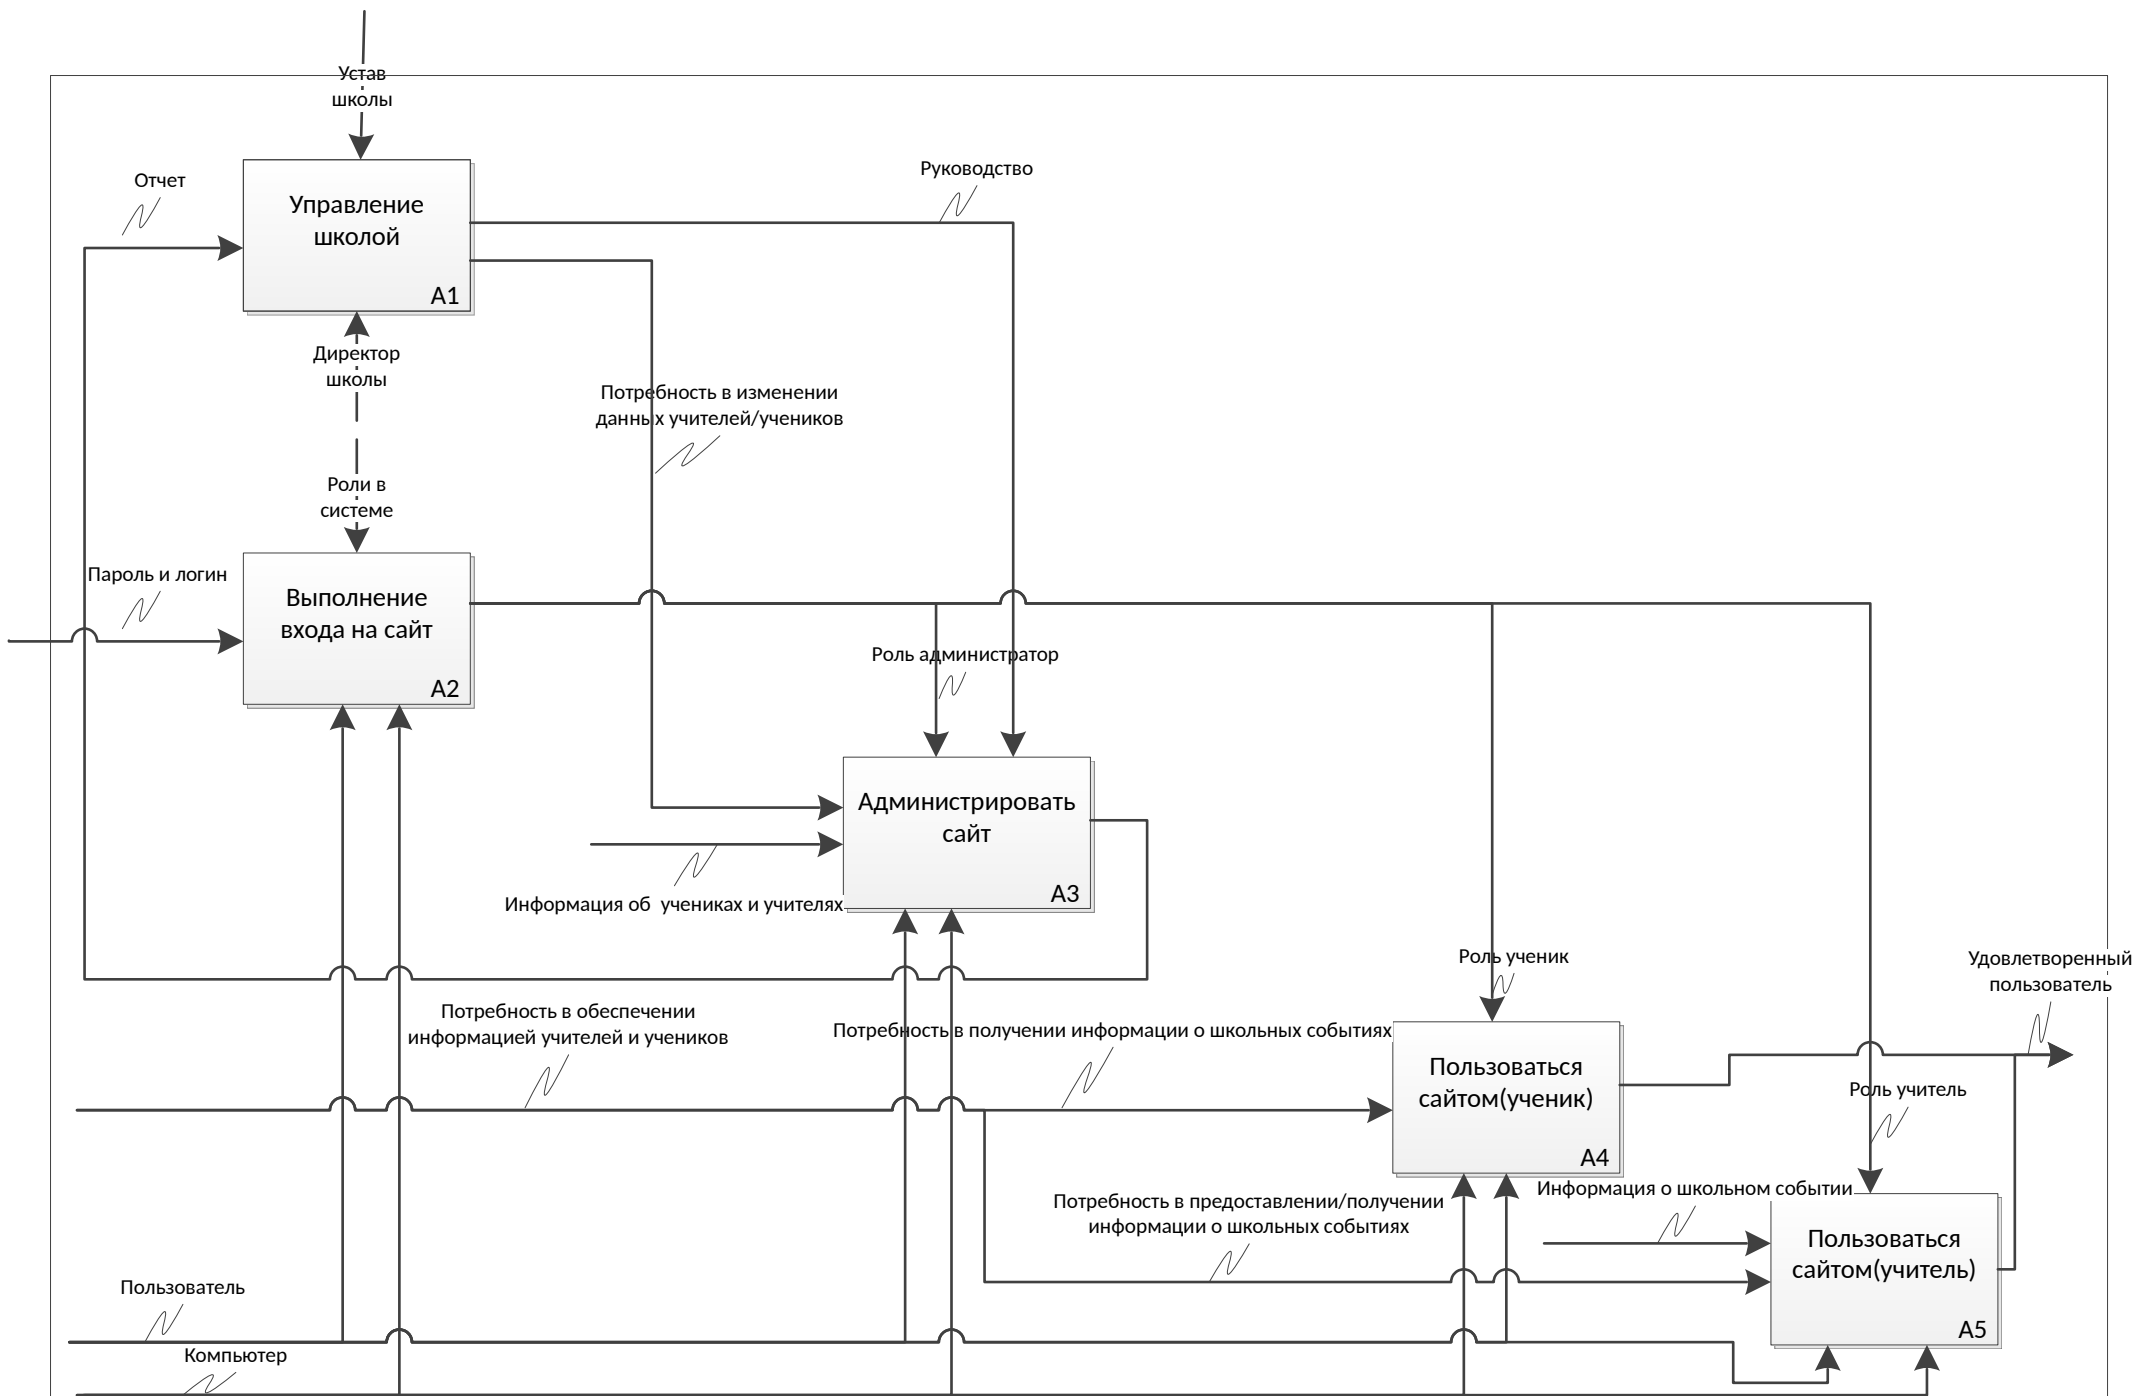 Устав
школы
Отчет
Управление
школой
A1
Руководство
Директор
школы
Потребность в изменении
данных учителей/учеников
Роли в
системе
Пароль и логин
Выполнение
входа на сайт
A2
Роль администратор
Администрировать
сайт
A3
Информация об  учениках и учителях
Роль ученик
Удовлетворенный
пользователь
Потребность в обеспечении
информацией учителей и учеников
Потребность в получении информации о школьных событиях
Пользоваться
сайтом(ученик)
A4
Роль учитель
Потребность в предоставлении/получении
информации о школьных событиях
Информация о школьном событии
Пользоваться
сайтом(учитель)
A5
Пользователь
Компьютер